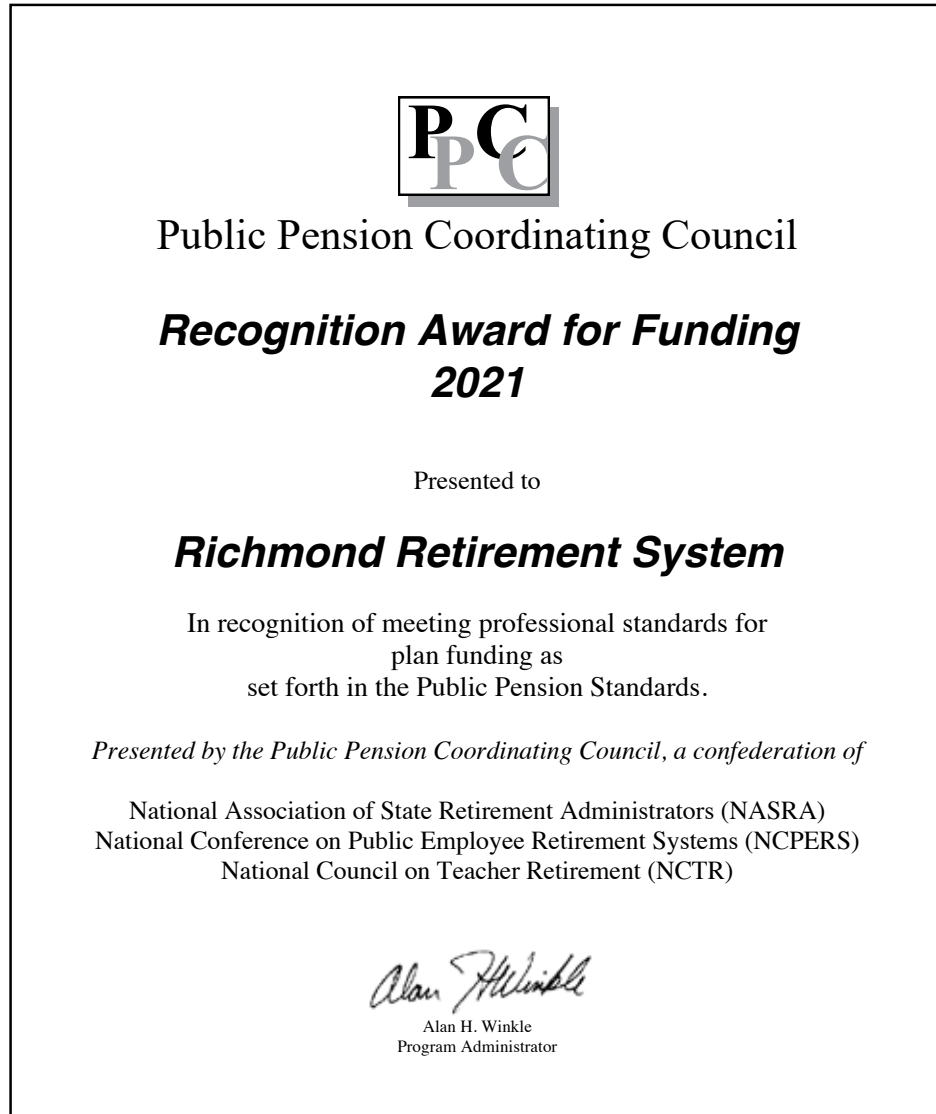 PPCC
Public Pension Coordinating Council
Recognition Award for Funding
2021
Presented to
Richmond Retirement System
In recognition of meeting professional standards for
plan funding as
set forth in the Public Pension Standards.
Presented by the Public Pension Coordinating Council, a confederation of
National Association of State Retirement Administrators (NASRA)
National Conference on Public Employee Retirement Systems (NCPERS)
National Council on Teacher Retirement (NCTR)
Alan H Winkle
Alan H. Winkle
Program Administrator